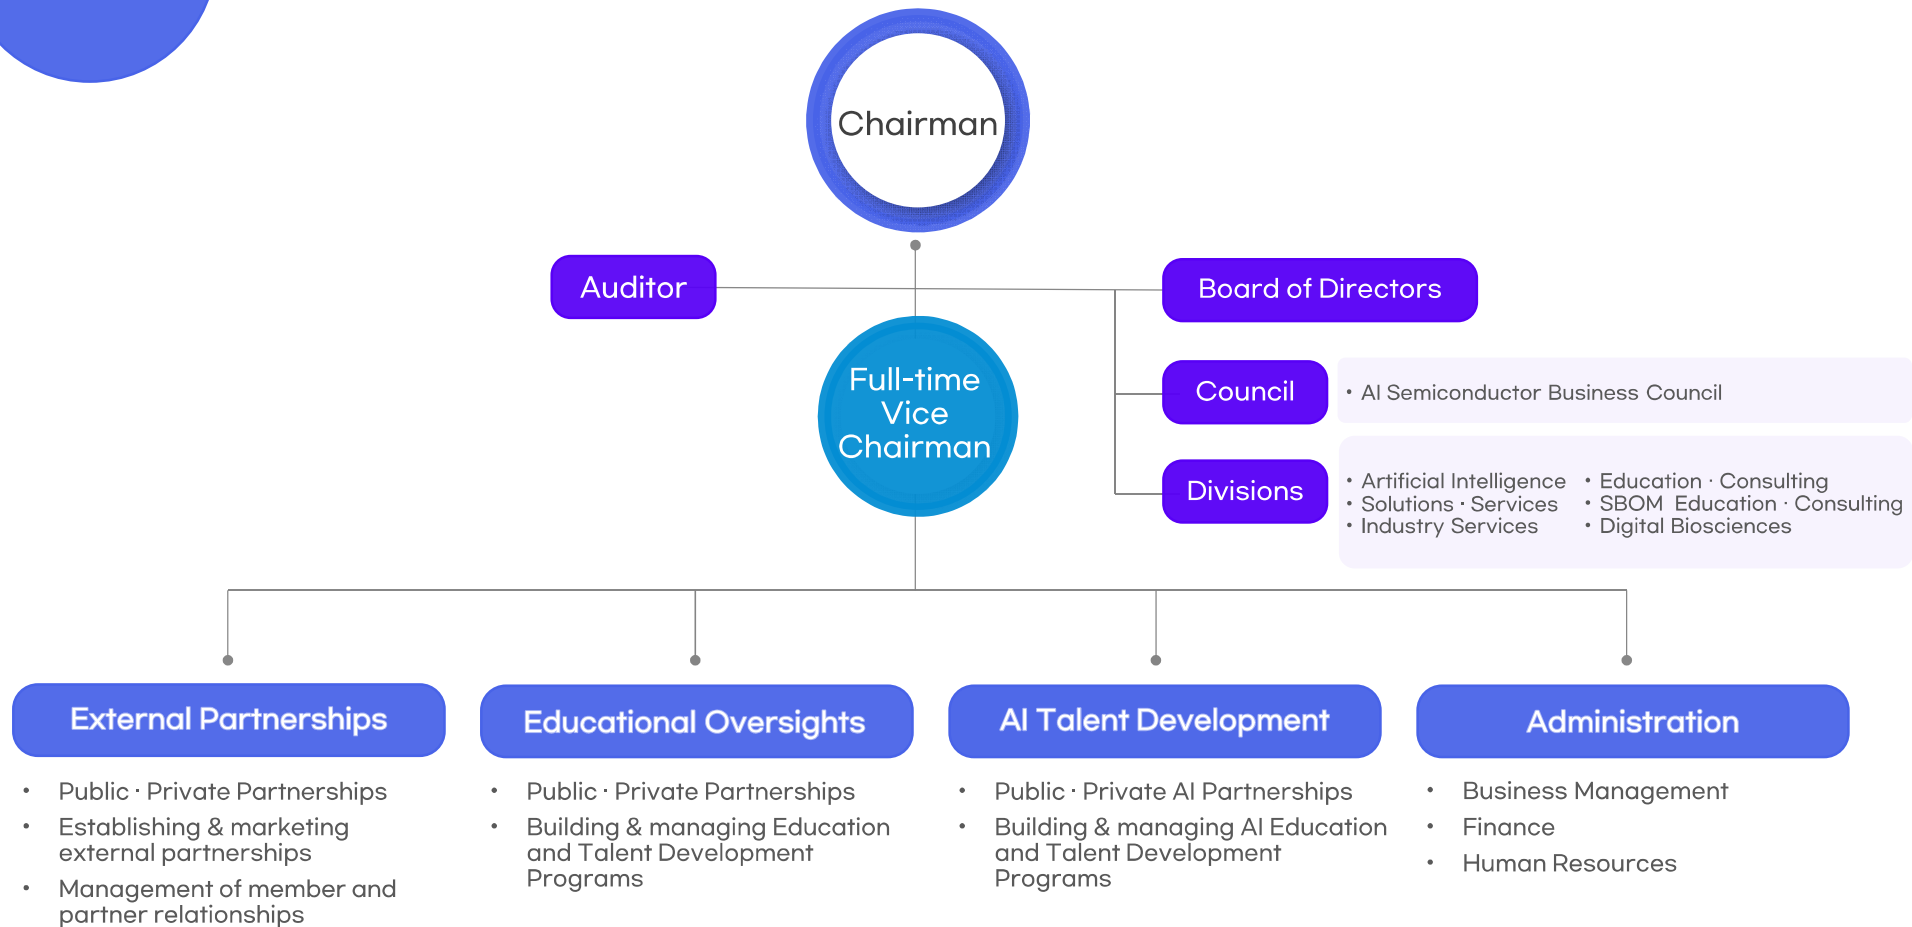 Chairman
Auditor
Board of Directors
Full-time
Vice
Chairman
Council
• AI Semiconductor Business Council
Divisions
• Artificial Intelligence
• Solutions · Services
• Industry Services
• Education · Consulting
• SBOM Education · Consulting
• Digital Biosciences
External Partnerships
• Public · Private Partnerships
• Establishing & marketing
external partnerships
• Management of member and
partner relationships
Educational Oversights
• Public · Private Partnerships
• Building & managing Education
and Talent Development
Programs
AI Talent Development
• Public · Private AI Partnerships
• Building & managing AI Education
and Talent Development
Programs
Administration
• Business Management
• Finance
• Human Resources